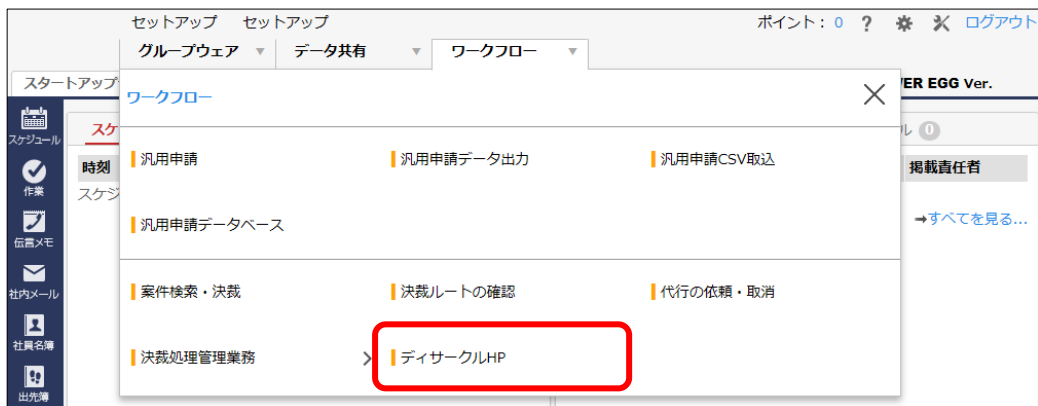 セットアップ セットアップ ポイント： 0 ? ログアウト
グループウェア データ共有 ワークフロー
スタートアップ VER EGG Ver.
ワークフロー
スケジュール
作業
伝言メモ
社内メール
社員名簿
出先簿
スケ ル 0
時刻 掲載責任者
スケジ
→すべてを見る...
汎用申請 汎用申請データ出力 汎用申請CSV取込
汎用申請データベース
案件検索・決裁 決裁ルートの確認 代行の依頼・取消
決裁処理管理業務 > ディサークルHP